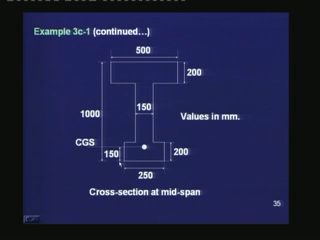 Example 3c-1 (continued…)
500
200
150
1000
Values in mm.
CGS
150
200
250
Cross-section at mid-span
35